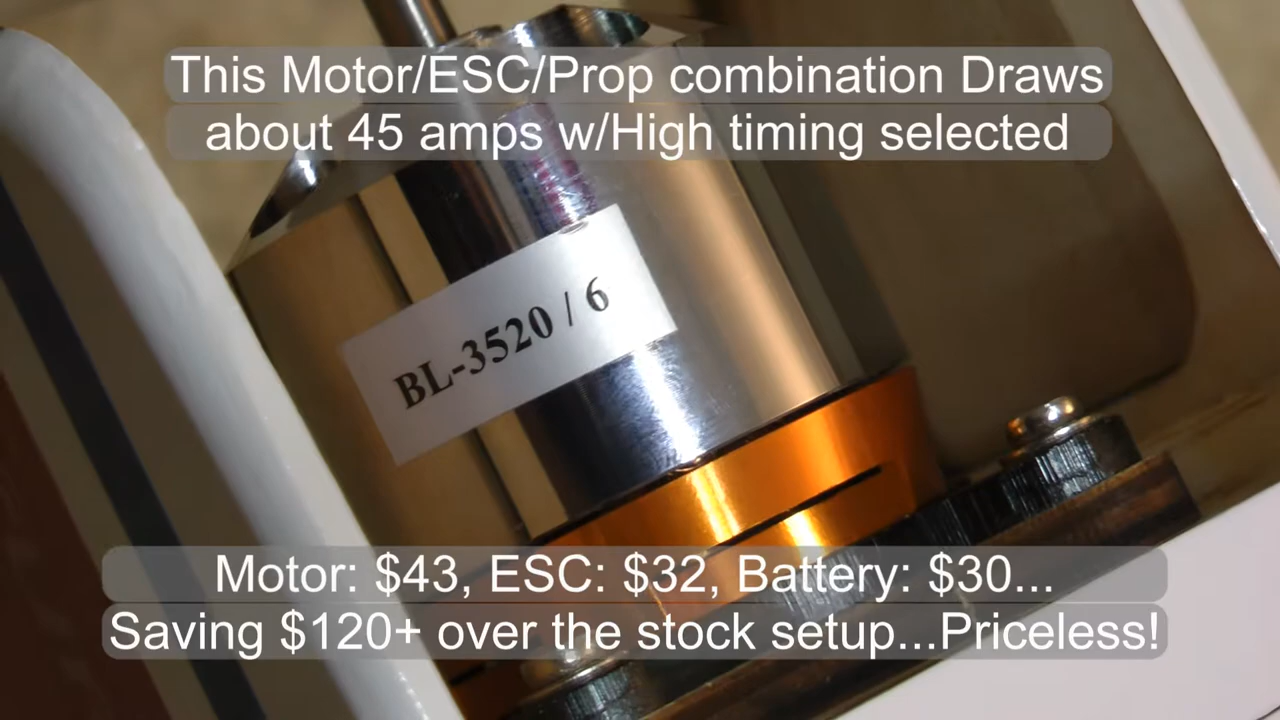 This Motor/ESC/Prop combination Draws
about 45 amps w/High timing selected
BL-3520 / 6
Motor: $43, ESC: $32, Battery: $30...
Saving $120+ over the stock setup...Priceless!